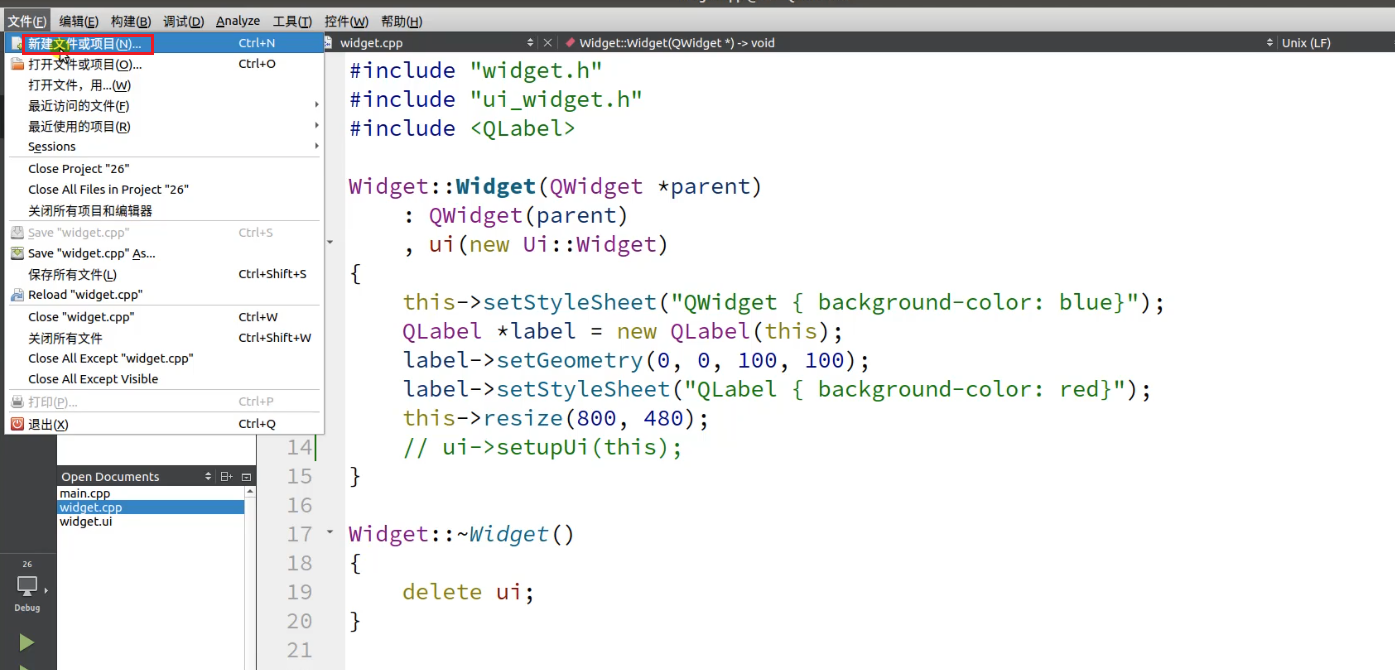 文件(F) 编辑(E) 构建(B) 调试(D) Analyze 工具(T) 控件(W) 帮助(H)
新建文件或项目(N)... Ctrl+N
打开文件或项目(O)... Ctrl+O
打开文件，用...(W)
最近访问的文件(F)
最近使用的项目(R)
Sessions
Close Project "26"
Close All Files in Project "26"
关闭所有项目和编辑器
Save "widget.cpp" Ctrl+S
Save "widget.cpp" As...
保存所有文件(L) Ctrl+Shift+S
Reload "widget.cpp"
Close "widget.cpp" Ctrl+W
关闭所有文件 Ctrl+Shift+W
Close All Except "widget.cpp"
Close All Except Visible
打印(P)... Ctrl+P
退出(X) Ctrl+Q
Open Documents
main.cpp
widget.cpp
widget.ui
26
Debug
widget.cpp Widget::Widget(QWidget *) -> void Unix (LF)
#include "widget.h"
#include "ui_widget.h"
#include <QLabel>
Widget::Widget(QWidget *parent)
: QWidget(parent)
, ui(new Ui::Widget)
{
this->setStyleSheet("QWidget { background-color: blue}");
QLabel *label = new QLabel(this);
label->setGeometry(0, 0, 100, 100);
label->setStyleSheet("QLabel { background-color: red}");
this->resize(800, 480);
14 // ui->setupUi(this);
15 }
16
17 Widget::~Widget()
18 {
19 delete ui;
20 }
21